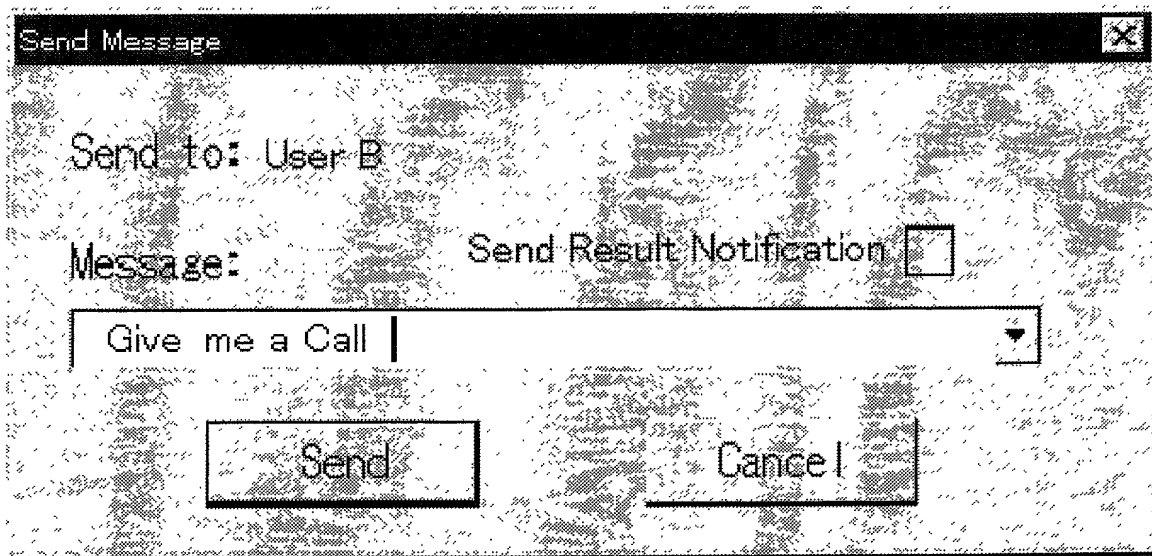 Send Message
Send to: User B
Send Result Notification
Message:
Give me a Call
Send Cancel